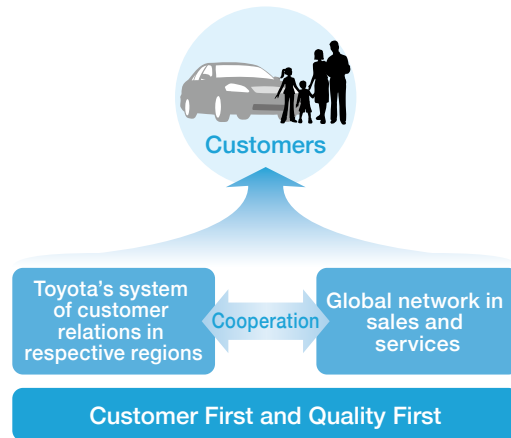 Customers
Toyota's system
of customer
relations in
respective regions
Cooperation
Global network in
sales and
services
Customer First and Quality First